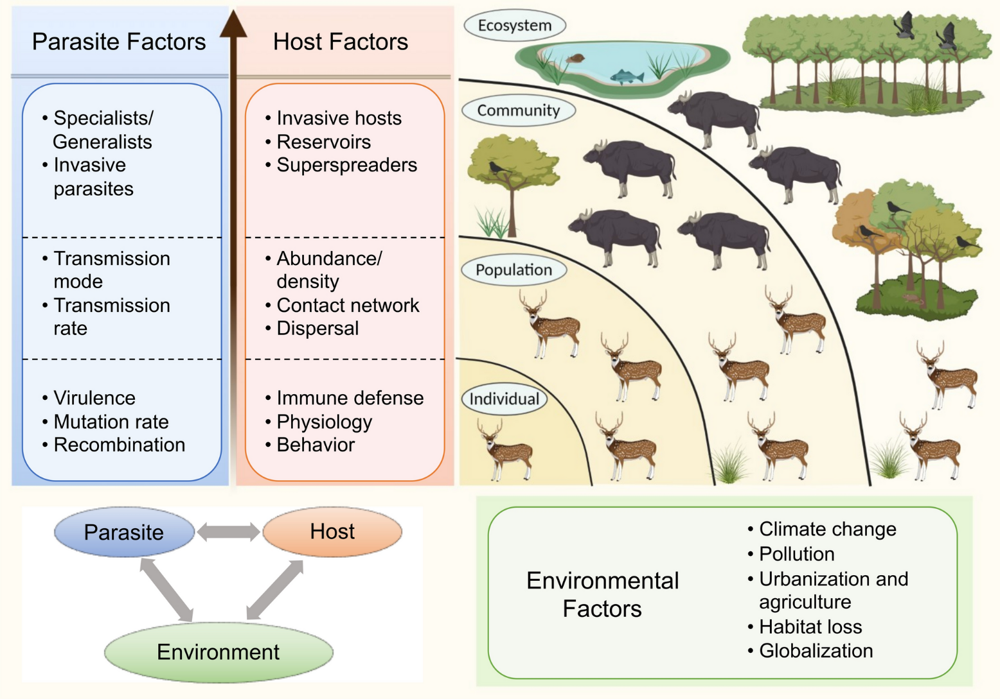 Parasite Factors
• Specialists/
Generalists
• Invasive
parasites
• Transmission
mode
• Transmission
rate
• Virulence
• Mutation rate
• Recombination
Host Factors
• Invasive hosts
• Reservoirs
• Superspreaders
• Abundance/
density
• Contact network
• Dispersal
• Immune defense
• Physiology
• Behavior
Ecosystem
Community
Population
Individual
Parasite
Host
Environment
Environmental
Factors
• Climate change
• Pollution
• Urbanization and
agriculture
• Habitat loss
• Globalization